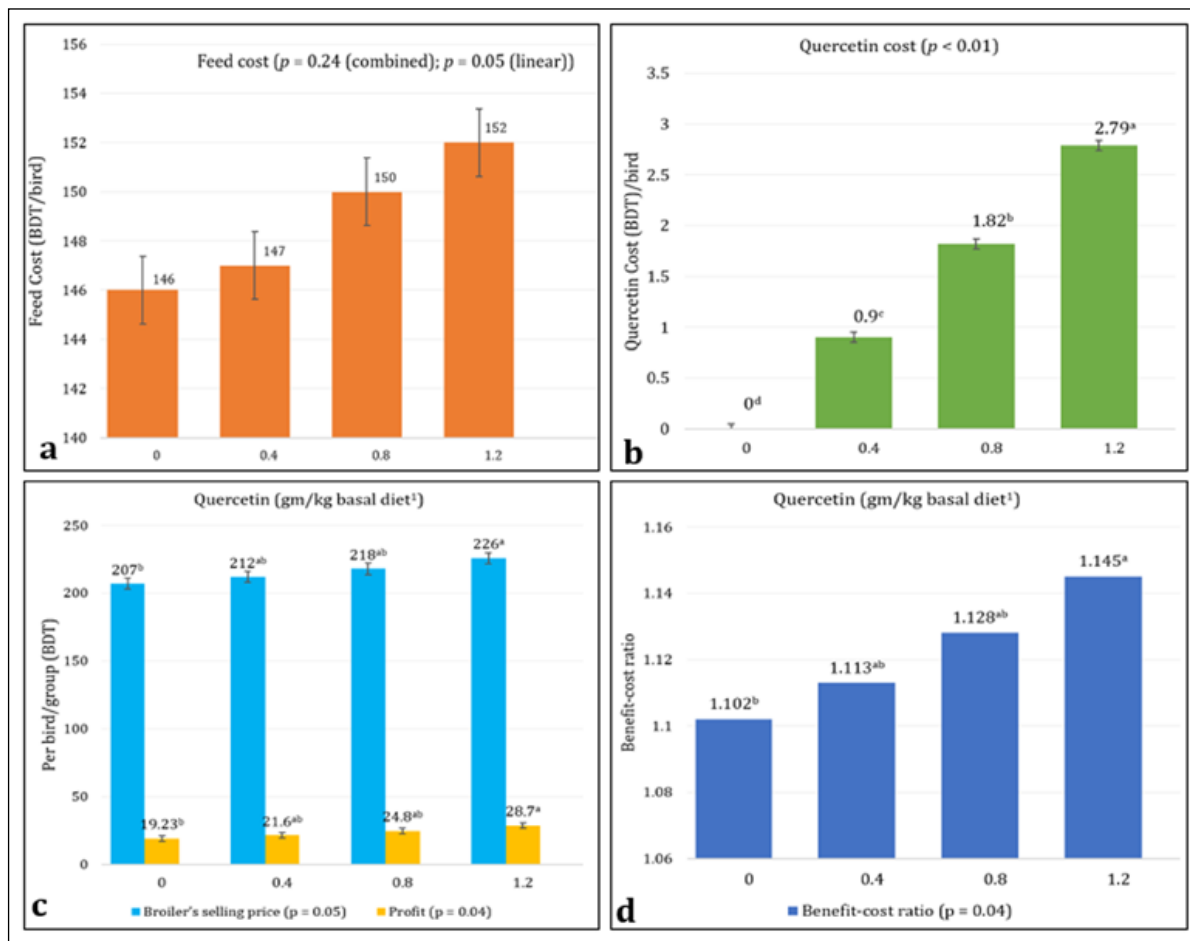 Feed cost (p = 0.24 (combined); p = 0.05 (linear))
Feed Cost (BDT/bird)
156
154
152
150
148
146
144
142
140
146
147
150
152
0 0.4 0.8 1.2
a
Quercetin cost (p < 0.01)
Quercetin Cost (BDT)/bird
3.5
3
2.5
2
1.5
1
0.5
0
0ᵈ
0.9ᶜ
1.82ᵇ
2.79ᵃ
0 0.4 0.8 1.2
b
Quercetin (gm/kg basal diet¹)
Per bird/group (BDT)
250
200
150
100
50
0
207ᵇ 212ᵃᵇ 218ᵃᵇ 226ᵃ
19.23ᵇ 21.6ᵃᵇ 24.8ᵃᵇ 28.7ᵃ
0 0.4 0.8 1.2
c
Broiler's selling price (p = 0.05) Profit (p = 0.04)
Quercetin (gm/kg basal diet¹)
Benefit-cost ratio
1.16
1.14
1.12
1.1
1.08
1.06
1.102ᵇ
1.113ᵃᵇ
1.128ᵃᵇ
1.145ᵃ
0 0.4 0.8 1.2
d
Benefit-cost ratio (p = 0.04)